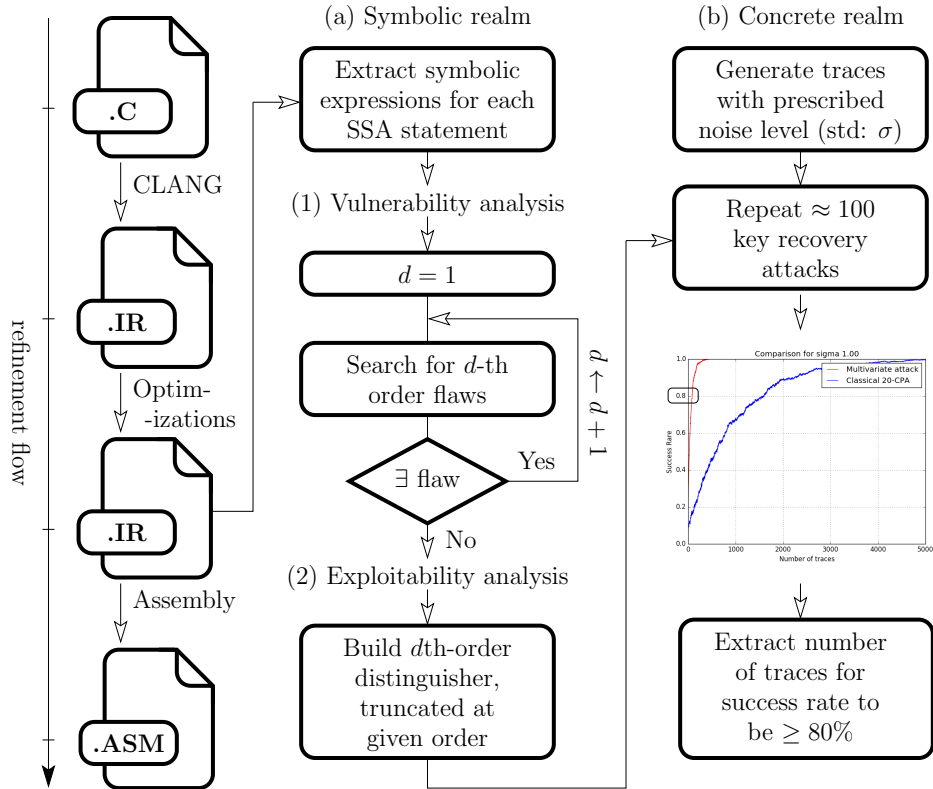 refinement flow
.C
CLANG
.IR
Optim-
-izations
.IR
Assembly
.ASM
(a) Symbolic realm
Extract symbolic
expressions for each
SSA statement
(1) Vulnerability analysis
d = 1
Search for d-th
order flaws
d ← d + 1
∃ flaw
Yes
No
(2) Exploitability analysis
Build dth-order
distinguisher,
truncated at
given order
(b) Concrete realm
Generate traces
with prescribed
noise level (std: σ)
Repeat ≈ 100
key recovery
attacks
Comparison for sigma 1.00
Multivariate attack
Classical 20-CPA
Success Rare
1.0
0.8
0.6
0.4
0.2
0.0
0
1000
2000
3000
4000
5000
Number of traces
Extract number
of traces for
success rate to
be ≥ 80%